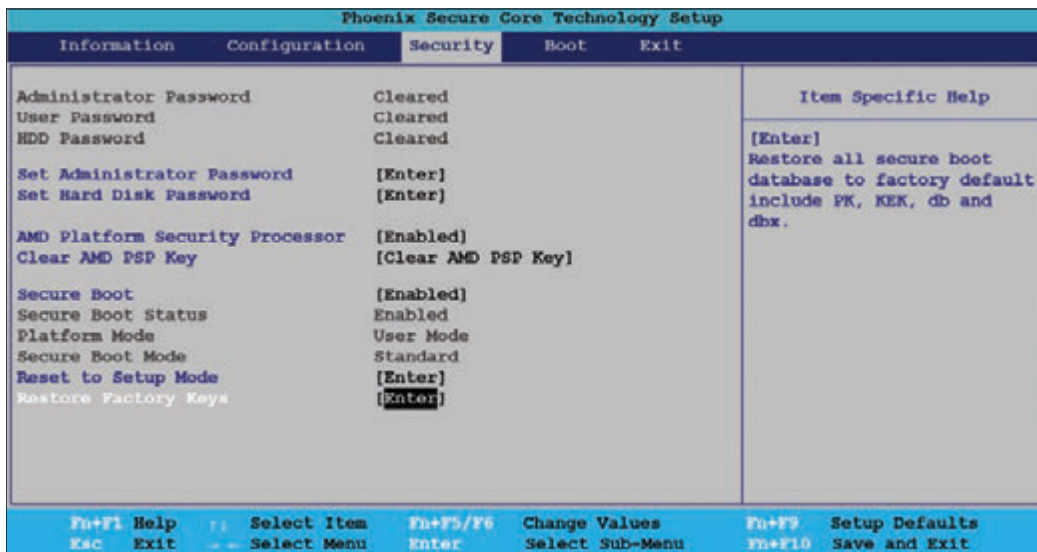 Phoenix Secure Core Technology Setup
Information Configuration Security Boot Exit
Administrator Password Cleared
User Password Cleared
HDD Password Cleared
Set Administrator Password [Enter]
Set Hard Disk Password [Enter]
AMD Platform Security Processor [Enabled]
Clear AMD PSP Key [Clear AMD PSP Key]
Secure Boot [Enabled]
Secure Boot Status Enabled
Platform Mode User Mode
Secure Boot Mode Standard
Reset to Setup Mode [Enter]
Restore Factory Keys [Enter]
Item Specific Help
[Enter]
Restore all secure boot
database to factory default
include PK, KEK, db and
dbx.
Fn+F1 Help ↑↓ Select Item Fn+F5/F6 Change Values Fn+F9 Setup Defaults
Esc Exit →← Select Menu Enter Select Sub-Menu Fn+F10 Save and Exit